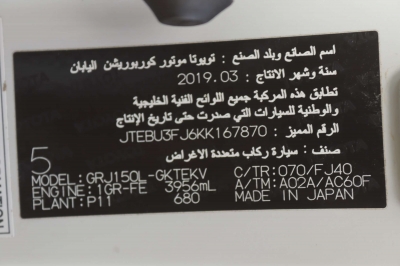 اسم الصانع وبلد الصنع : تويوتا موتور كوربوريشن اليابان
سنة وشهر الانتاج : 2019.03
تطابق هذه المركبة جميع اللوائح الفنية الخليجية
والوطنية للسيارات التي صدرت حتى تاريخ الإنتاج
الرقم المميز : JTEBU3FJ6KK167870
صنف : سيارة ركاب متعددة الاغراض
5
MODEL: GRJ150L-GKTEKV C/TR: 070/FJ40
ENGINE: 1GR-FE 3956mL A/TM: A02A/AC60F
PLANT: P11 680 MADE IN JAPAN